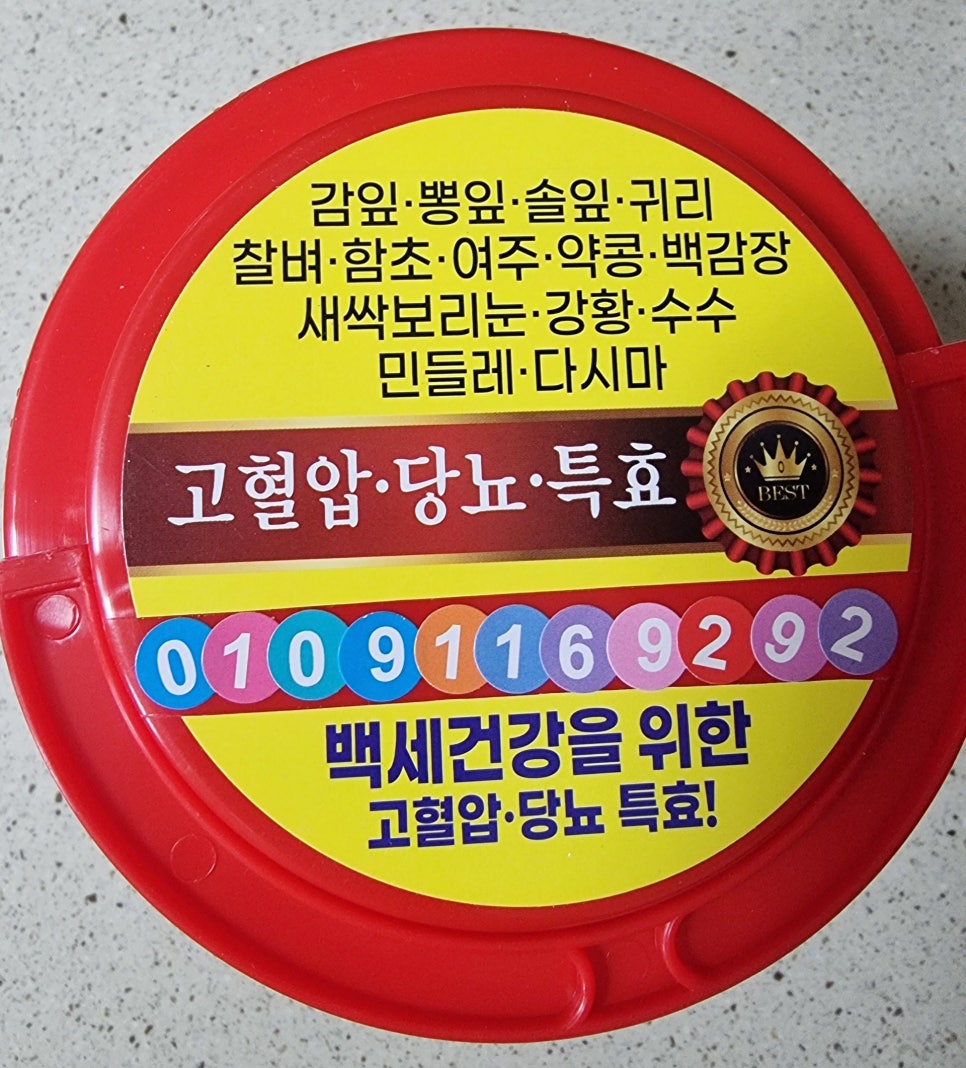 감잎·뽕잎·솔잎·귀리
찰벼·함초·여주·약콩·백감장
새싹보리눈·강황·수수
민들레·다시마
고혈압·당뇨·특효
BEST
01091169292
백세건강을 위한
고혈압·당뇨 특효!